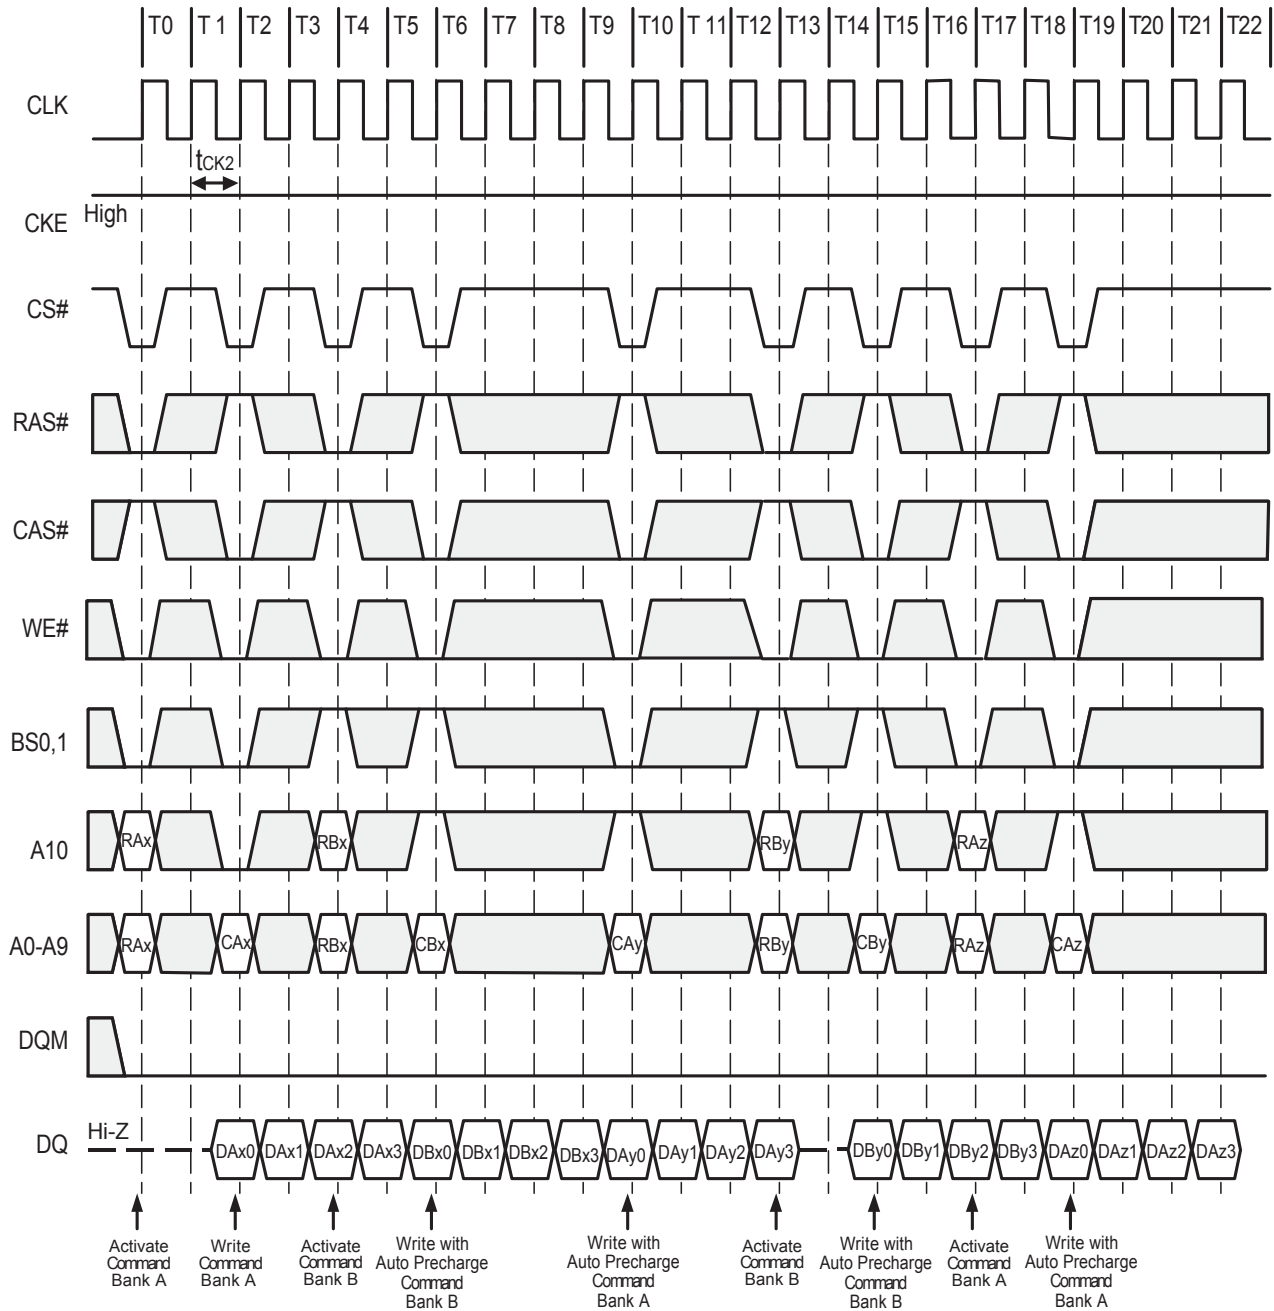 T0 T 1 T2 T3 T4 T5 T6 T7 T8 T9 T10 T 11 T12 T13 T14 T15 T16 T17 T18 T19 T20 T21 T22
CLK
tCK2
High
CKE
CS#
RAS#
CAS#
WE#
BS0,1
A10 RAx RBx RBy RAz
A0-A9 RAx CAx RBx CBx CAy RBy CBy RAz CAz
DQM
Hi-Z
DQ DAx0 DAx1 DAx2 DAx3 DBx0 DBx1 DBx2 DBx3 DAy0 DAy1 DAy2 DAy3 DBy0 DBy1 DBy2 DBy3 DAz0 DAz1 DAz2 DAz3
Activate
Command
Bank A
Write
Command
Bank A
Activate
Command
Bank B
Write with
Auto Precharge
Command
Bank B
Write with
Auto Precharge
Command
Bank A
Activate
Command
Bank B
Write with
Auto Precharge
Command
Bank B
Activate
Command
Bank A
Write with
Auto Precharge
Command
Bank A